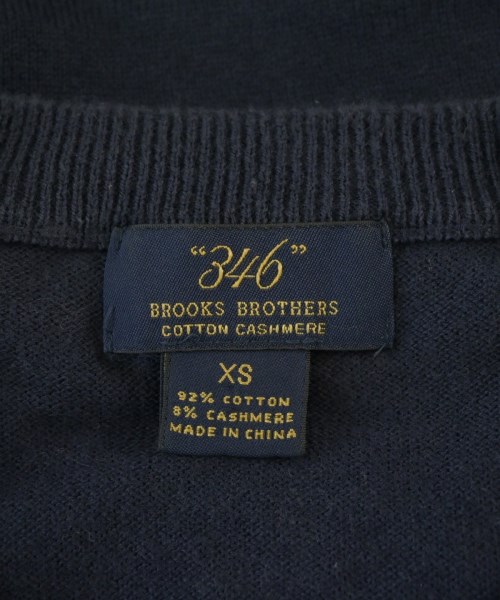 "346"
BROOKS BROTHERS
COTTON CASHMERE
XS
92% COTTON
8% CASHMERE
MADE IN CHINA